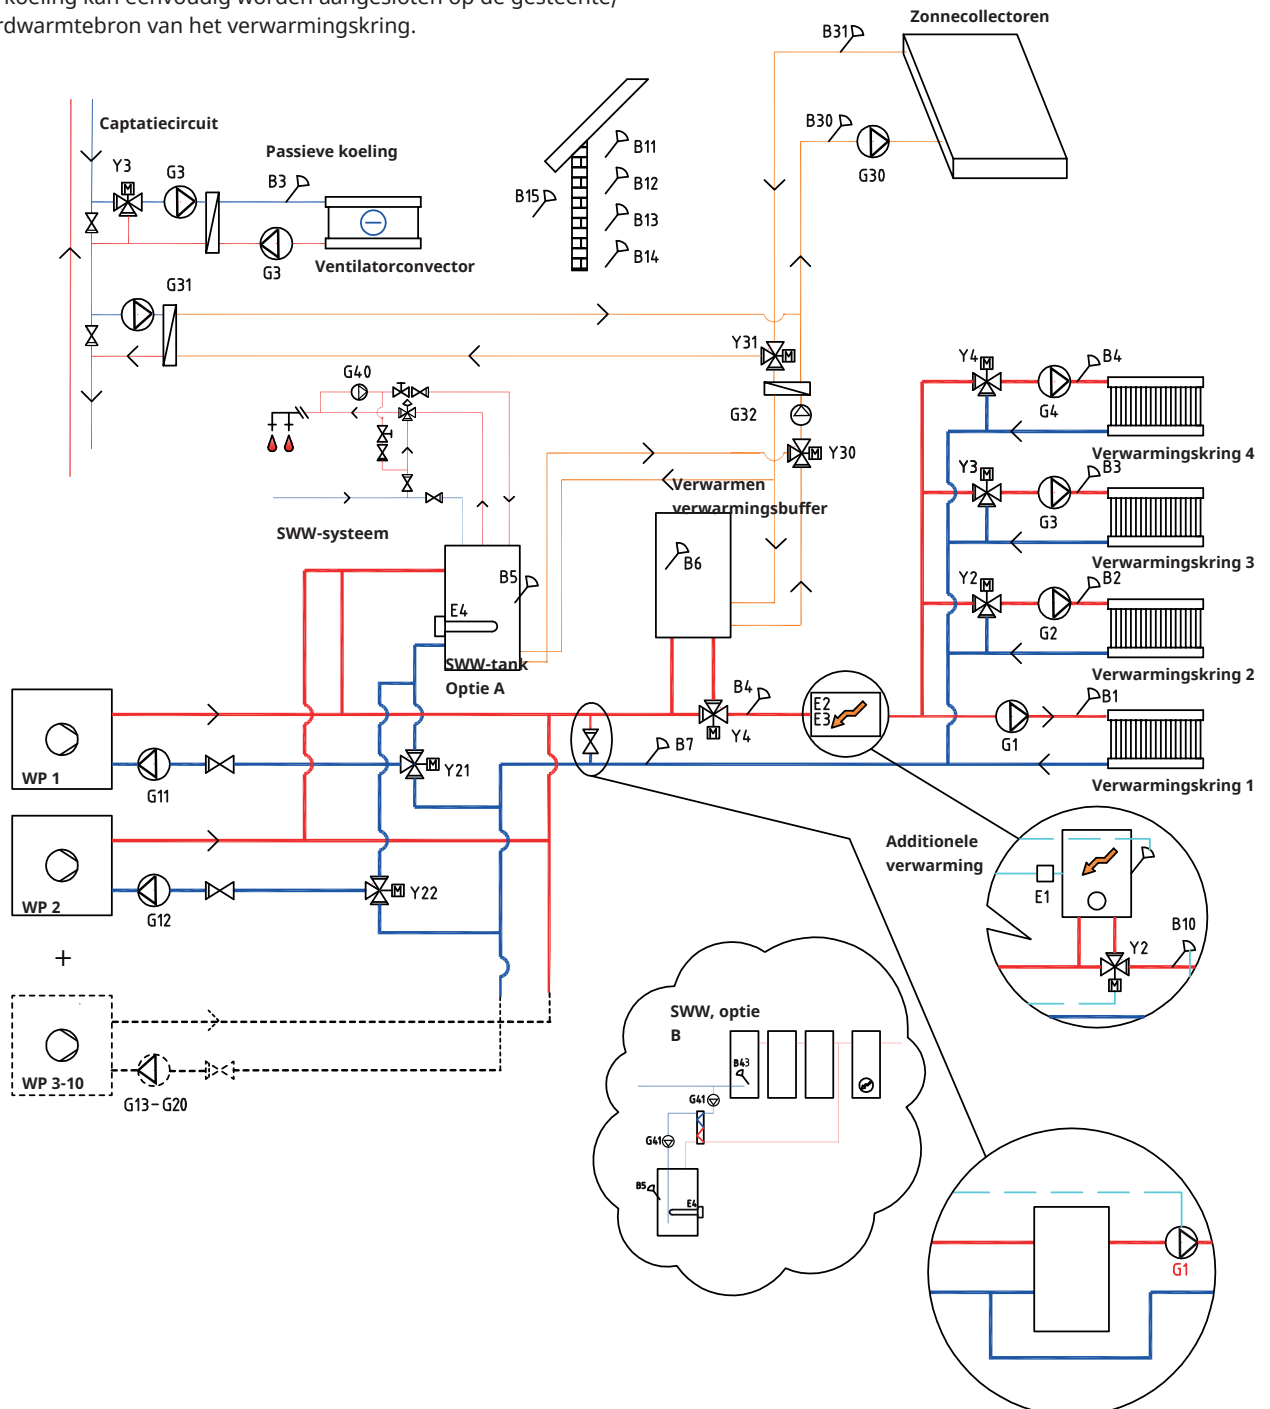 koeling kan eenvoudig worden aangesloten op de gesteente/
rdwarmtebron van het verwarmingskring.
Zonnecollectoren
B31
B30
G30
Captatiecircuit
Y3
G3
Passieve koeling
B3
G3
Ventilatorconvector
B11
B12
B15
B13
B14
G31
Y31
M
G32
M
Y30
G40
SWW-systeem
Verwarmen
verwarmingsbuffer
B6
B5
E4
SWW-tank
Optie A
Y4
M
B4
G4
Verwarmingskring 4
Y3
M
B3
G3
Verwarmingskring 3
Y2
M
B2
G2
Verwarmingskring 2
B1
G1
Verwarmingskring 1
B4
E2
E3
Y4
M
B7
WP 1
G11
M
Y21
WP 2
G12
M
Y22
+
WP 3-10
G13-G20
Additionele
verwarming
E1
B10
Y2
M
SWW, optie
B
B43
G41
G41
B5
E4
G1